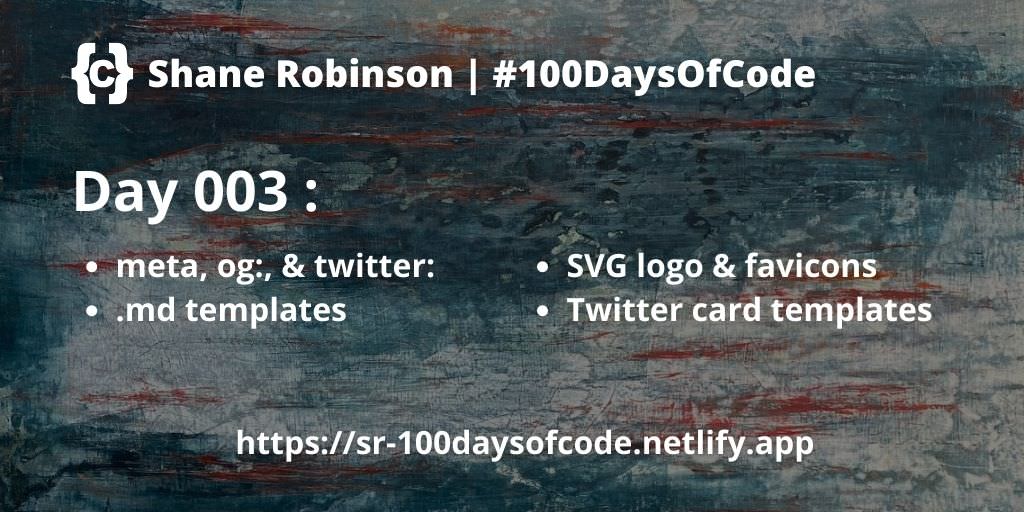 {C} Shane Robinson | #100DaysOfCode
Day 003 :
• meta, og:, & twitter:
• .md templates
• SVG logo & favicons
• Twitter card templates
https://sr-100daysofcode.netlify.app